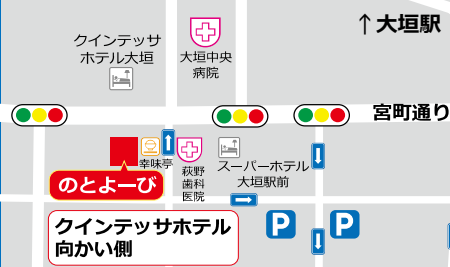 ↑大垣駅
クインテッサ
ホテル大垣
大垣中央
病院
宮町通り
幸味亭
萩野
歯科
医院
スーパーホテル
大垣駅前
のとよーび
クインテッサホテル
向かい側
P
P